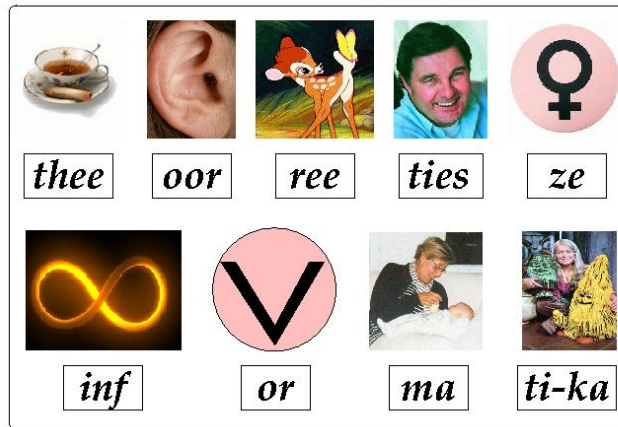 thee oor ree ties ze
inf or ma ti-ka